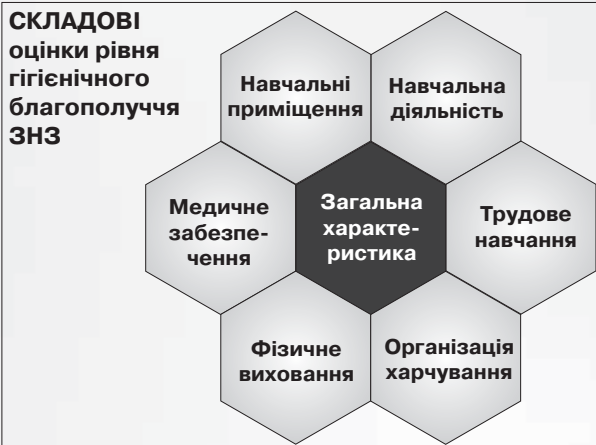 СКЛАДОВІ
оцінки рівня
гігієнічного
благополуччя
ЗНЗ
Навчальні
приміщення
Навчальна
діяльність
Медичне
забезпе-
чення
Загальна
характе-
ристика
Трудове
навчання
Фізичне
виховання
Організація
харчування